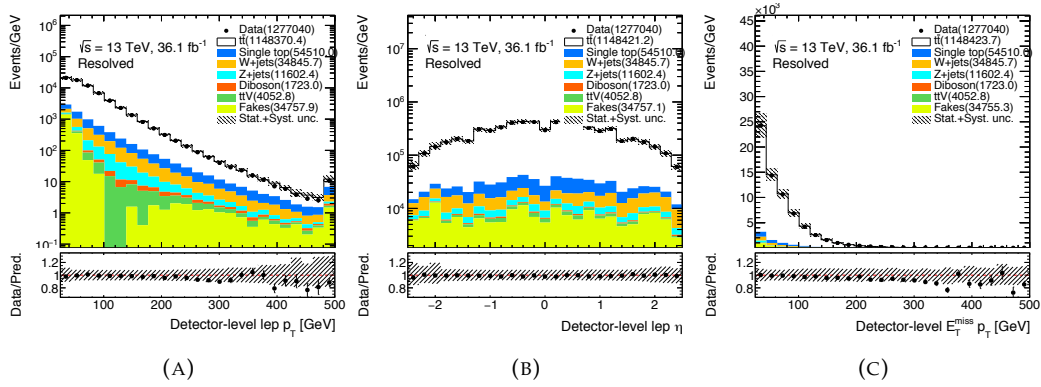 Events/GeV
10⁶
10⁵
10⁴
10³
10²
10
1
10⁻¹
√s = 13 TeV, 36.1 fb⁻¹
Resolved
Data(1277040)
tt̄(1148370.4)
Single top(54510.0)
W+jets(34845.7)
Z+jets(11602.4)
Diboson(1723.0)
ttV(4052.8)
Fakes(34757.9)
Stat.+Syst. unc.
Data/Pred.
1.2
1
0.8
100 200 300 400 500
Detector-level lep p_T [GeV]
(A)
Events/GeV
10⁷
10⁶
10⁵
10⁴
√s = 13 TeV, 36.1 fb⁻¹
Resolved
Data(1277040)
tt̄(1148421.2)
Single top(54510.0)
W+jets(34845.7)
Z+jets(11602.4)
Diboson(1723.0)
ttV(4052.8)
Fakes(34757.1)
Stat.+Syst. unc.
Data/Pred.
1.2
1
0.8
−2 −1 0 1 2
Detector-level lep η
(B)
Events/GeV
×10³
45
40
35
30
25
20
15
10
5
√s = 13 TeV, 36.1 fb⁻¹
Resolved
Data(1277040)
tt̄(1148423.7)
Single top(54510.0)
W+jets(34845.7)
Z+jets(11602.4)
Diboson(1723.0)
ttV(4052.8)
Fakes(34755.3)
Stat.+Syst. unc.
Data/Pred.
1.2
1
0.8
100 200 300 400 500
Detector-level E_T^miss p_T [GeV]
(C)